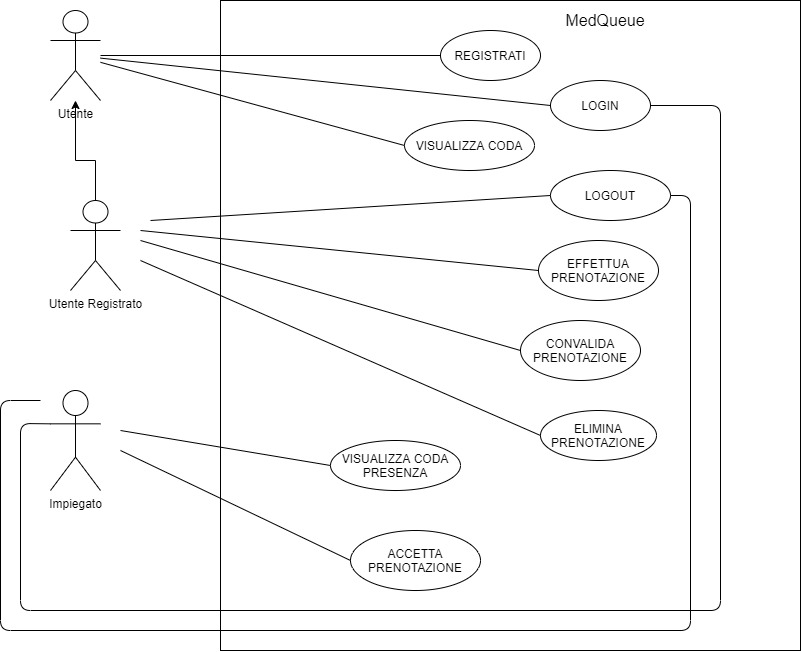 MedQueue
REGISTRATI
LOGIN
Utente
VISUALIZZA CODA
LOGOUT
EFFETTUA
PRENOTAZIONE
Utente Registrato
CONVALIDA
PRENOTAZIONE
ELIMINA
PRENOTAZIONE
VISUALIZZA CODA
PRESENZA
Impiegato
ACCETTA
PRENOTAZIONE